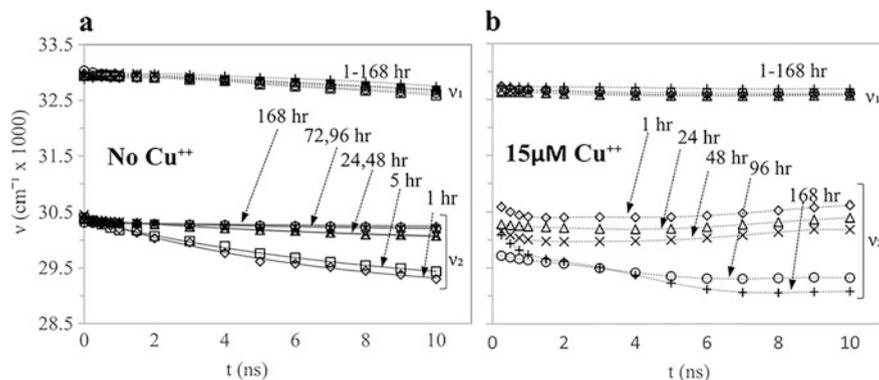 a
b
33.5
32.5
31.5
30.5
29.5
28.5
ν (cm⁻¹ x 1000)
1-168 hr
ν₁
168 hr
72,96 hr
24,48 hr
5 hr
1 hr
No Cu⁺⁺
ν₂
0 2 4 6 8 10
t (ns)
1-168 hr
ν₁
1 hr
24 hr
48 hr
96 hr
168 hr
15µM Cu⁺⁺
0 2 4 6 8 10
t (ns)